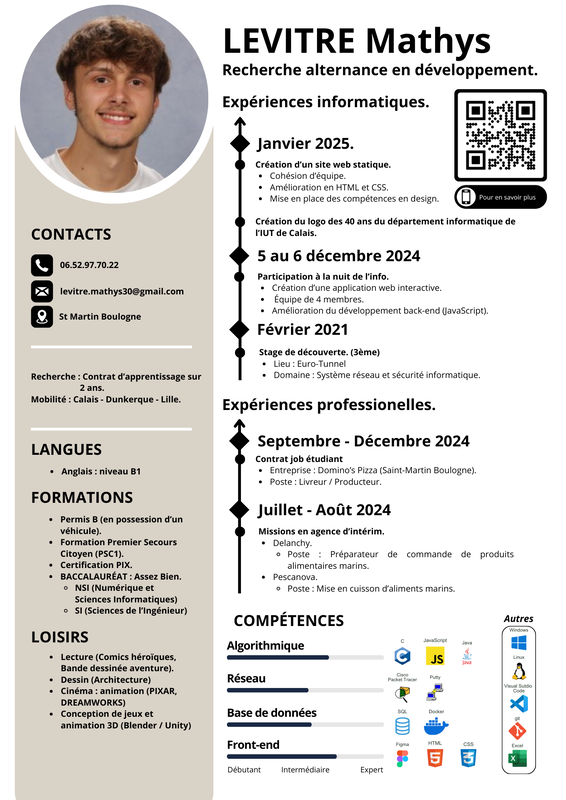 LEVITRE Mathys
Recherche alternance en développement.
CONTACTS
06.52.97.70.22
levitre.mathys30@gmail.com
St Martin Boulogne
Recherche : Contrat d'apprentissage sur
2 ans.
Mobilité : Calais - Dunkerque - Lille.
LANGUES
Anglais : niveau B1
FORMATIONS
Permis B (en possession d'un
véhicule).
Formation Premier Secours
Citoyen (PSC1).
Certification PIX.
BACCALAURÉAT : Assez Bien.
NSI (Numérique et
Sciences Informatiques)
SI (Sciences de l'Ingénieur)
LOISIRS
Lecture (Comics héroïques,
Bande dessinée aventure).
Dessin (Architecture)
Cinéma : animation (PIXAR,
DREAMWORKS)
Conception de jeux et
animation 3D (Blender / Unity)
Expériences informatiques.
Pour en savoir plus
Janvier 2025.
Création d'un site web statique.
Cohésion d'équipe.
Amélioration en HTML et CSS.
Mise en place des compétences en design.
Création du logo des 40 ans du département informatique de
l'IUT de Calais.
5 au 6 décembre 2024
Participation à la nuit de l'info.
Création d'une application web interactive.
Équipe de 4 membres.
Amélioration du développement back-end (JavaScript).
Février 2021
Stage de découverte. (3ème)
Lieu : Euro-Tunnel
Domaine : Système réseau et sécurité informatique.
Expériences professionelles.
Septembre - Décembre 2024
Contrat job étudiant
Entreprise : Domino's Pizza (Saint-Martin Boulogne).
Poste : Livreur / Producteur.
Juillet - Août 2024
Missions en agence d'intérim.
Delanchy.
Poste : Préparateur de commande de produits
alimentaires marins.
Pescanova.
Poste : Mise en cuisson d'aliments marins.
COMPÉTENCES
Algorithmique
C
JavaScript
JS
Java
Réseau
Cisco
Packet Tracer
Putty
Base de données
SQL
Docker
Front-end
Figma
HTML
CSS
Débutant Intermédiaire Expert
Autres
Windows
Linux
Visual Sutdio
Code
git
Excel